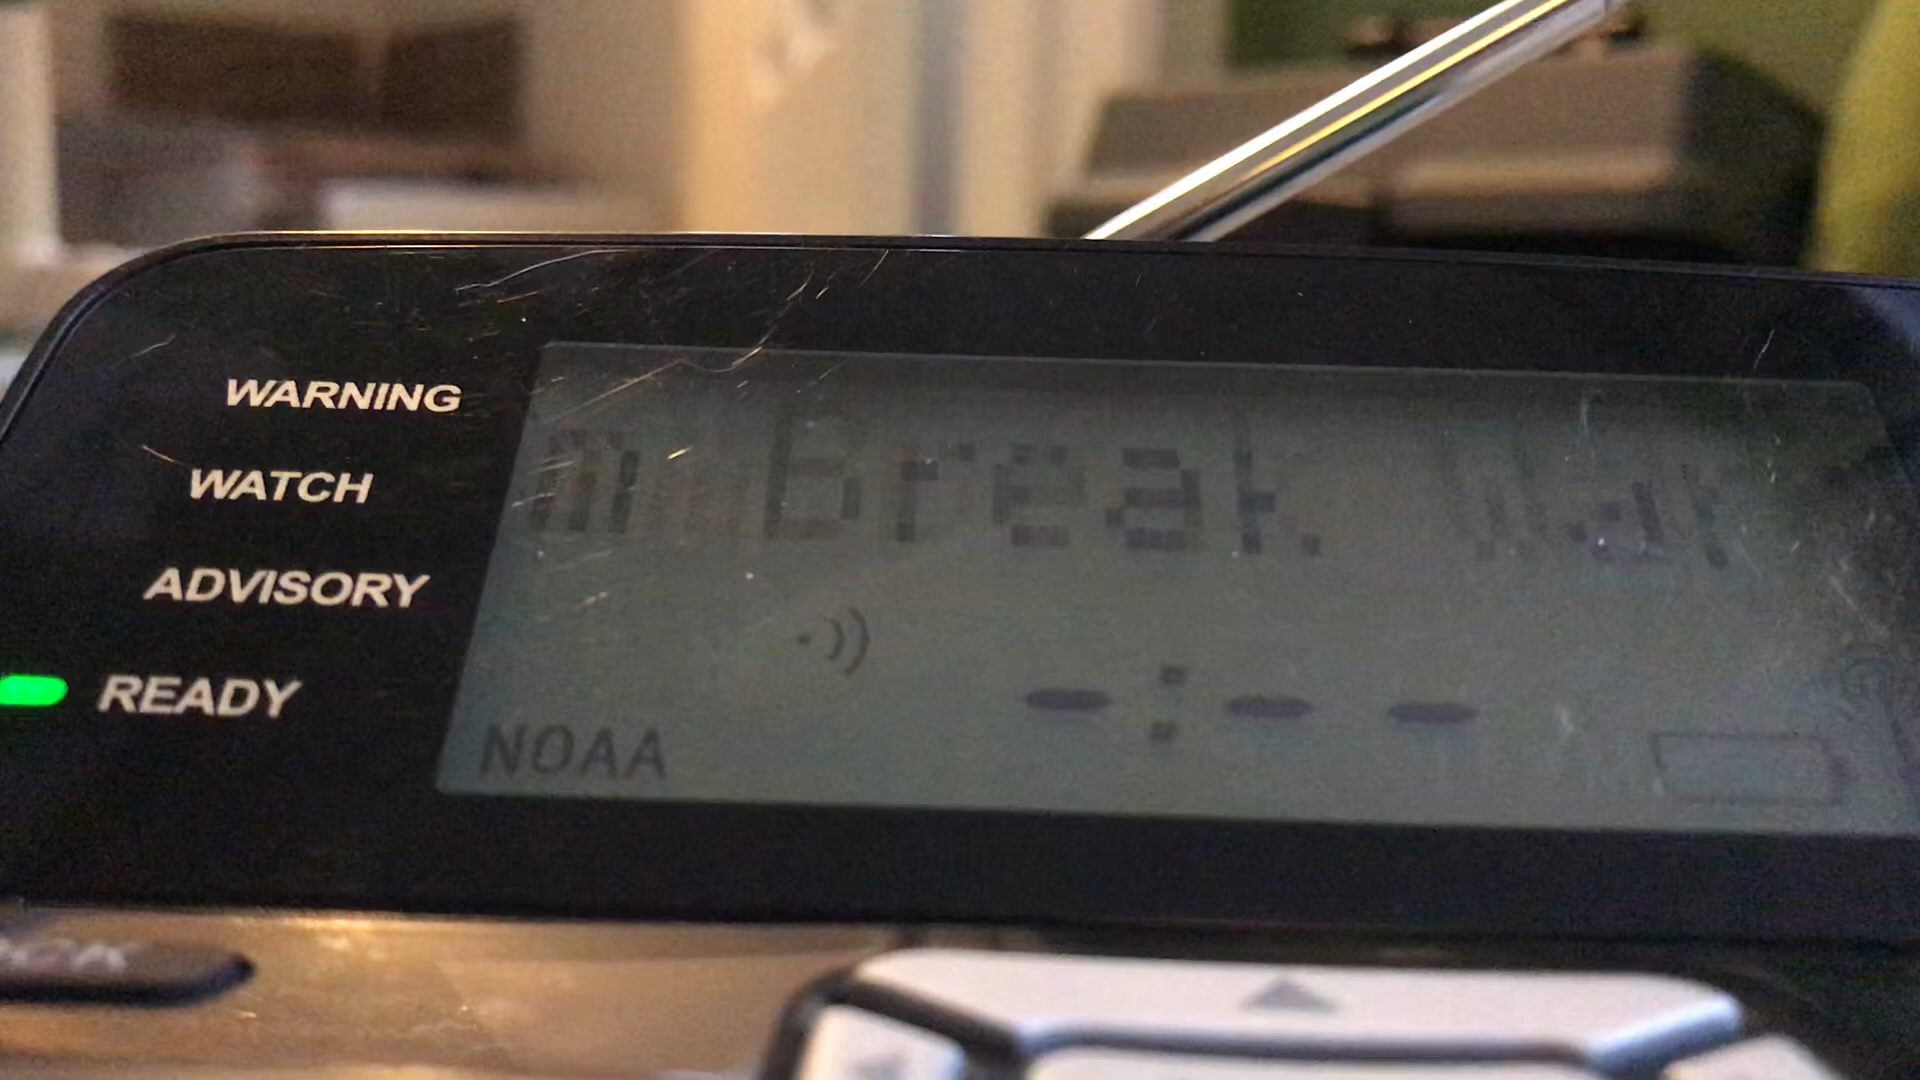 WARNING
WATCH
ADVISORY
READY
m break
NOAA
- : - -